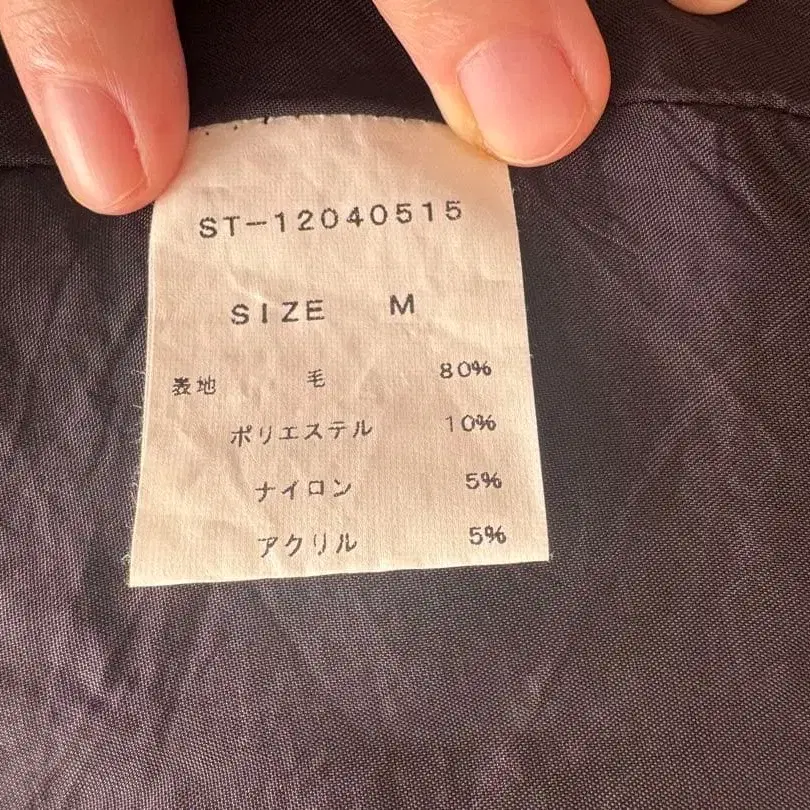 ST-12040515
SIZE M
表地 毛 80%
ポリエステル 10%
ナイロン 5%
アクリル 5%